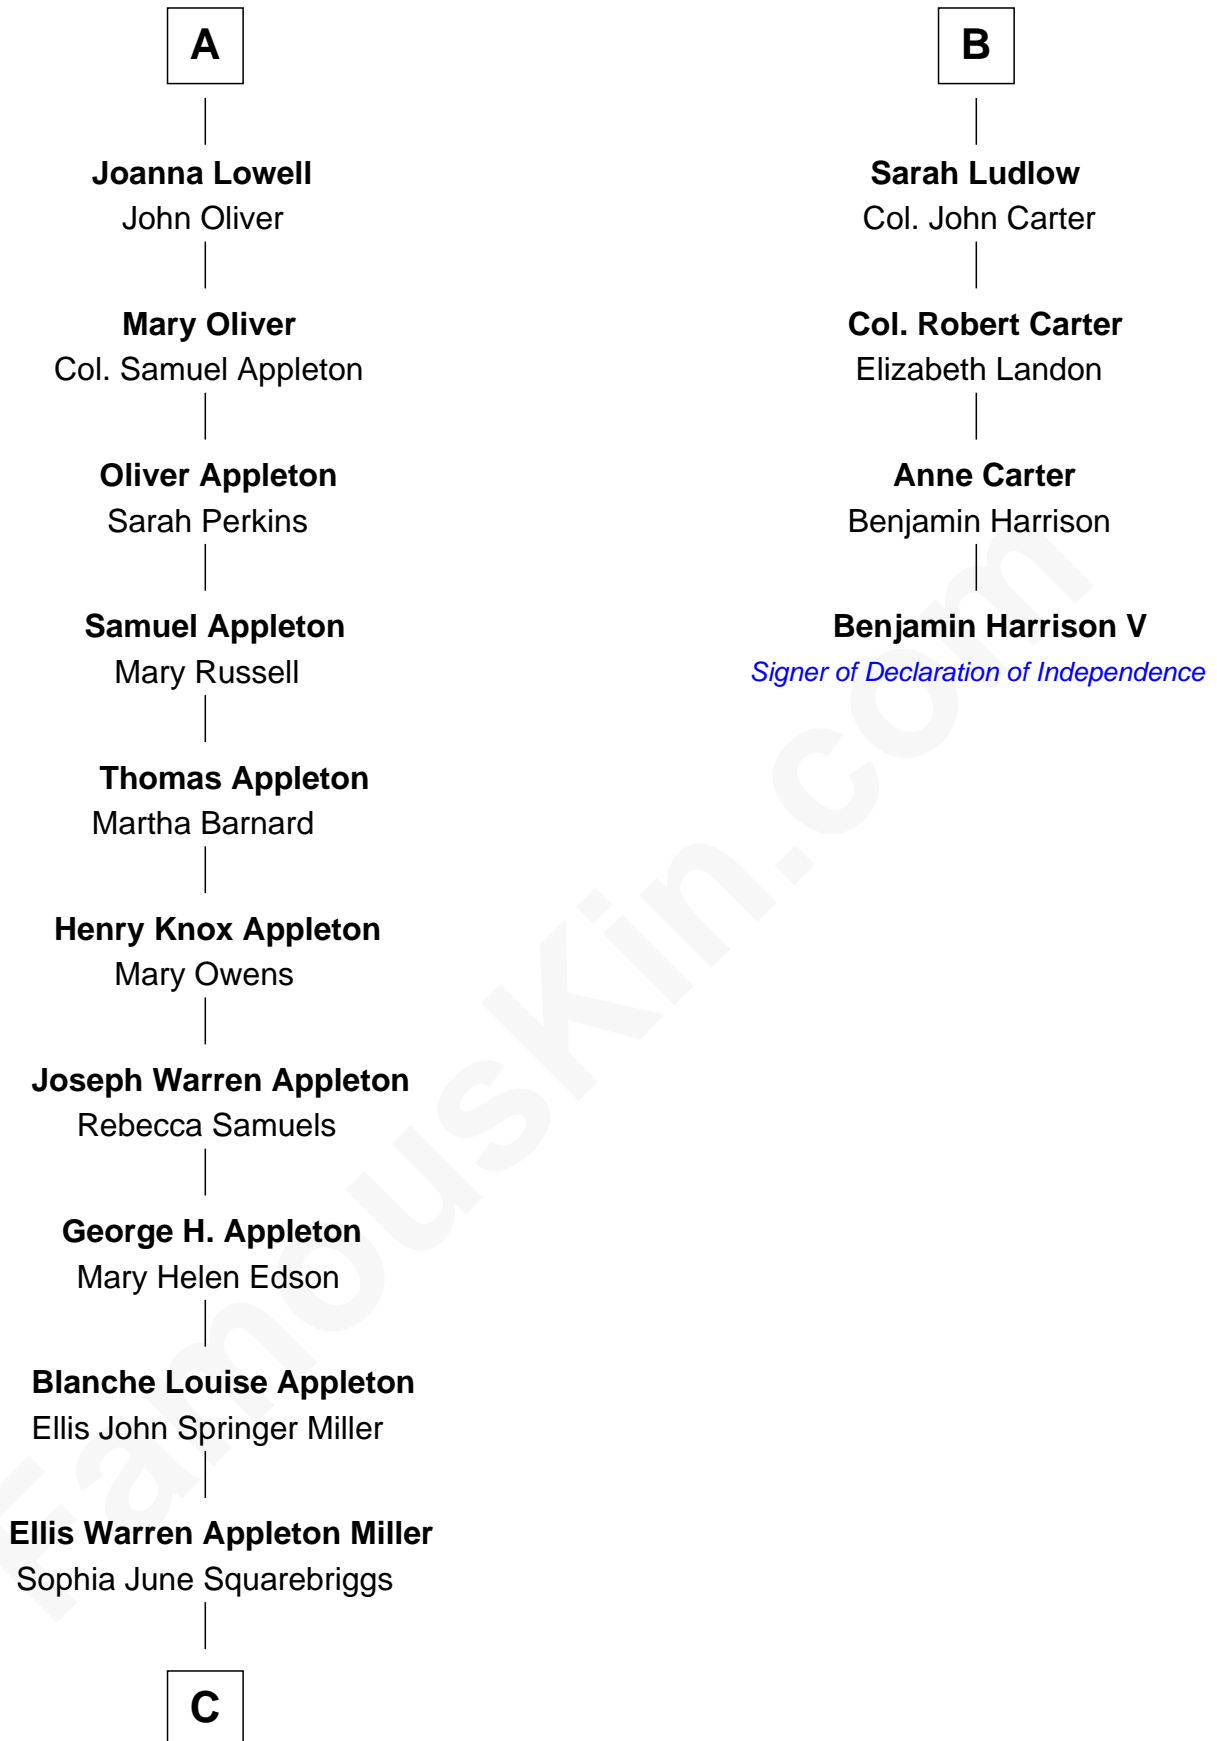 A
Joanna Lowell
John Oliver
Mary Oliver
Col. Samuel Appleton
Oliver Appleton
Sarah Perkins
Samuel Appleton
Mary Russell
Thomas Appleton
Martha Barnard
Henry Knox Appleton
Mary Owens
Joseph Warren Appleton
Rebecca Samuels
George H. Appleton
Mary Helen Edson
Blanche Louise Appleton
Ellis John Springer Miller
Ellis Warren Appleton Miller
Sophia June Squarebriggs
C
B
Sarah Ludlow
Col. John Carter
Col. Robert Carter
Elizabeth Landon
Anne Carter
Benjamin Harrison
Benjamin Harrison V
Signer of Declaration of Independence
FamousKin.com